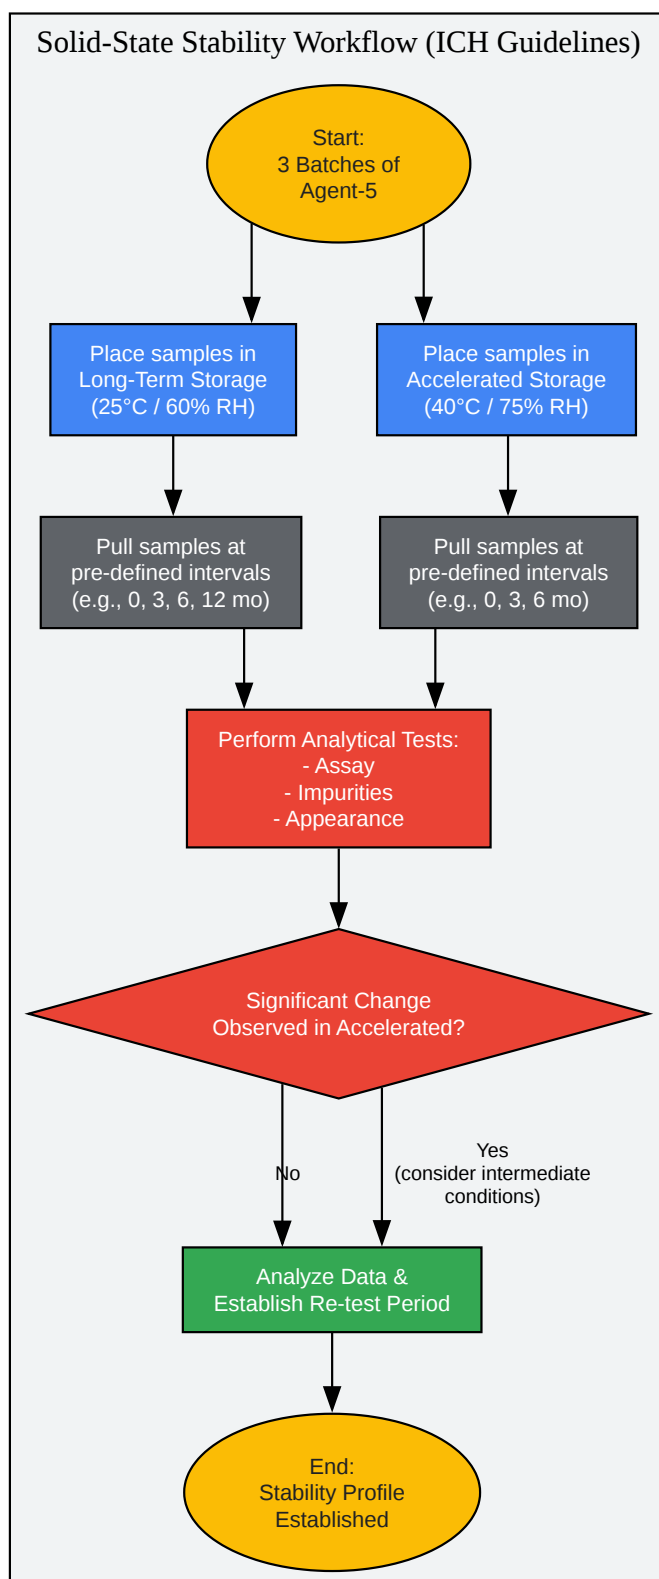 Solid-State Stability Workflow (ICH Guidelines)
Start:
3 Batches of
Agent-5
Place samples in
Long-Term Storage
(25°C / 60% RH)
Place samples in
Accelerated Storage
(40°C / 75% RH)
Pull samples at
pre-defined intervals
(e.g., 0, 3, 6, 12 mo)
Pull samples at
pre-defined intervals
(e.g., 0, 3, 6 mo)
Perform Analytical Tests:
- Assay
- Impurities
- Appearance
Significant Change
Observed in Accelerated?
No
Yes
(consider intermediate
conditions)
Analyze Data &
Establish Re-test Period
End:
Stability Profile
Established